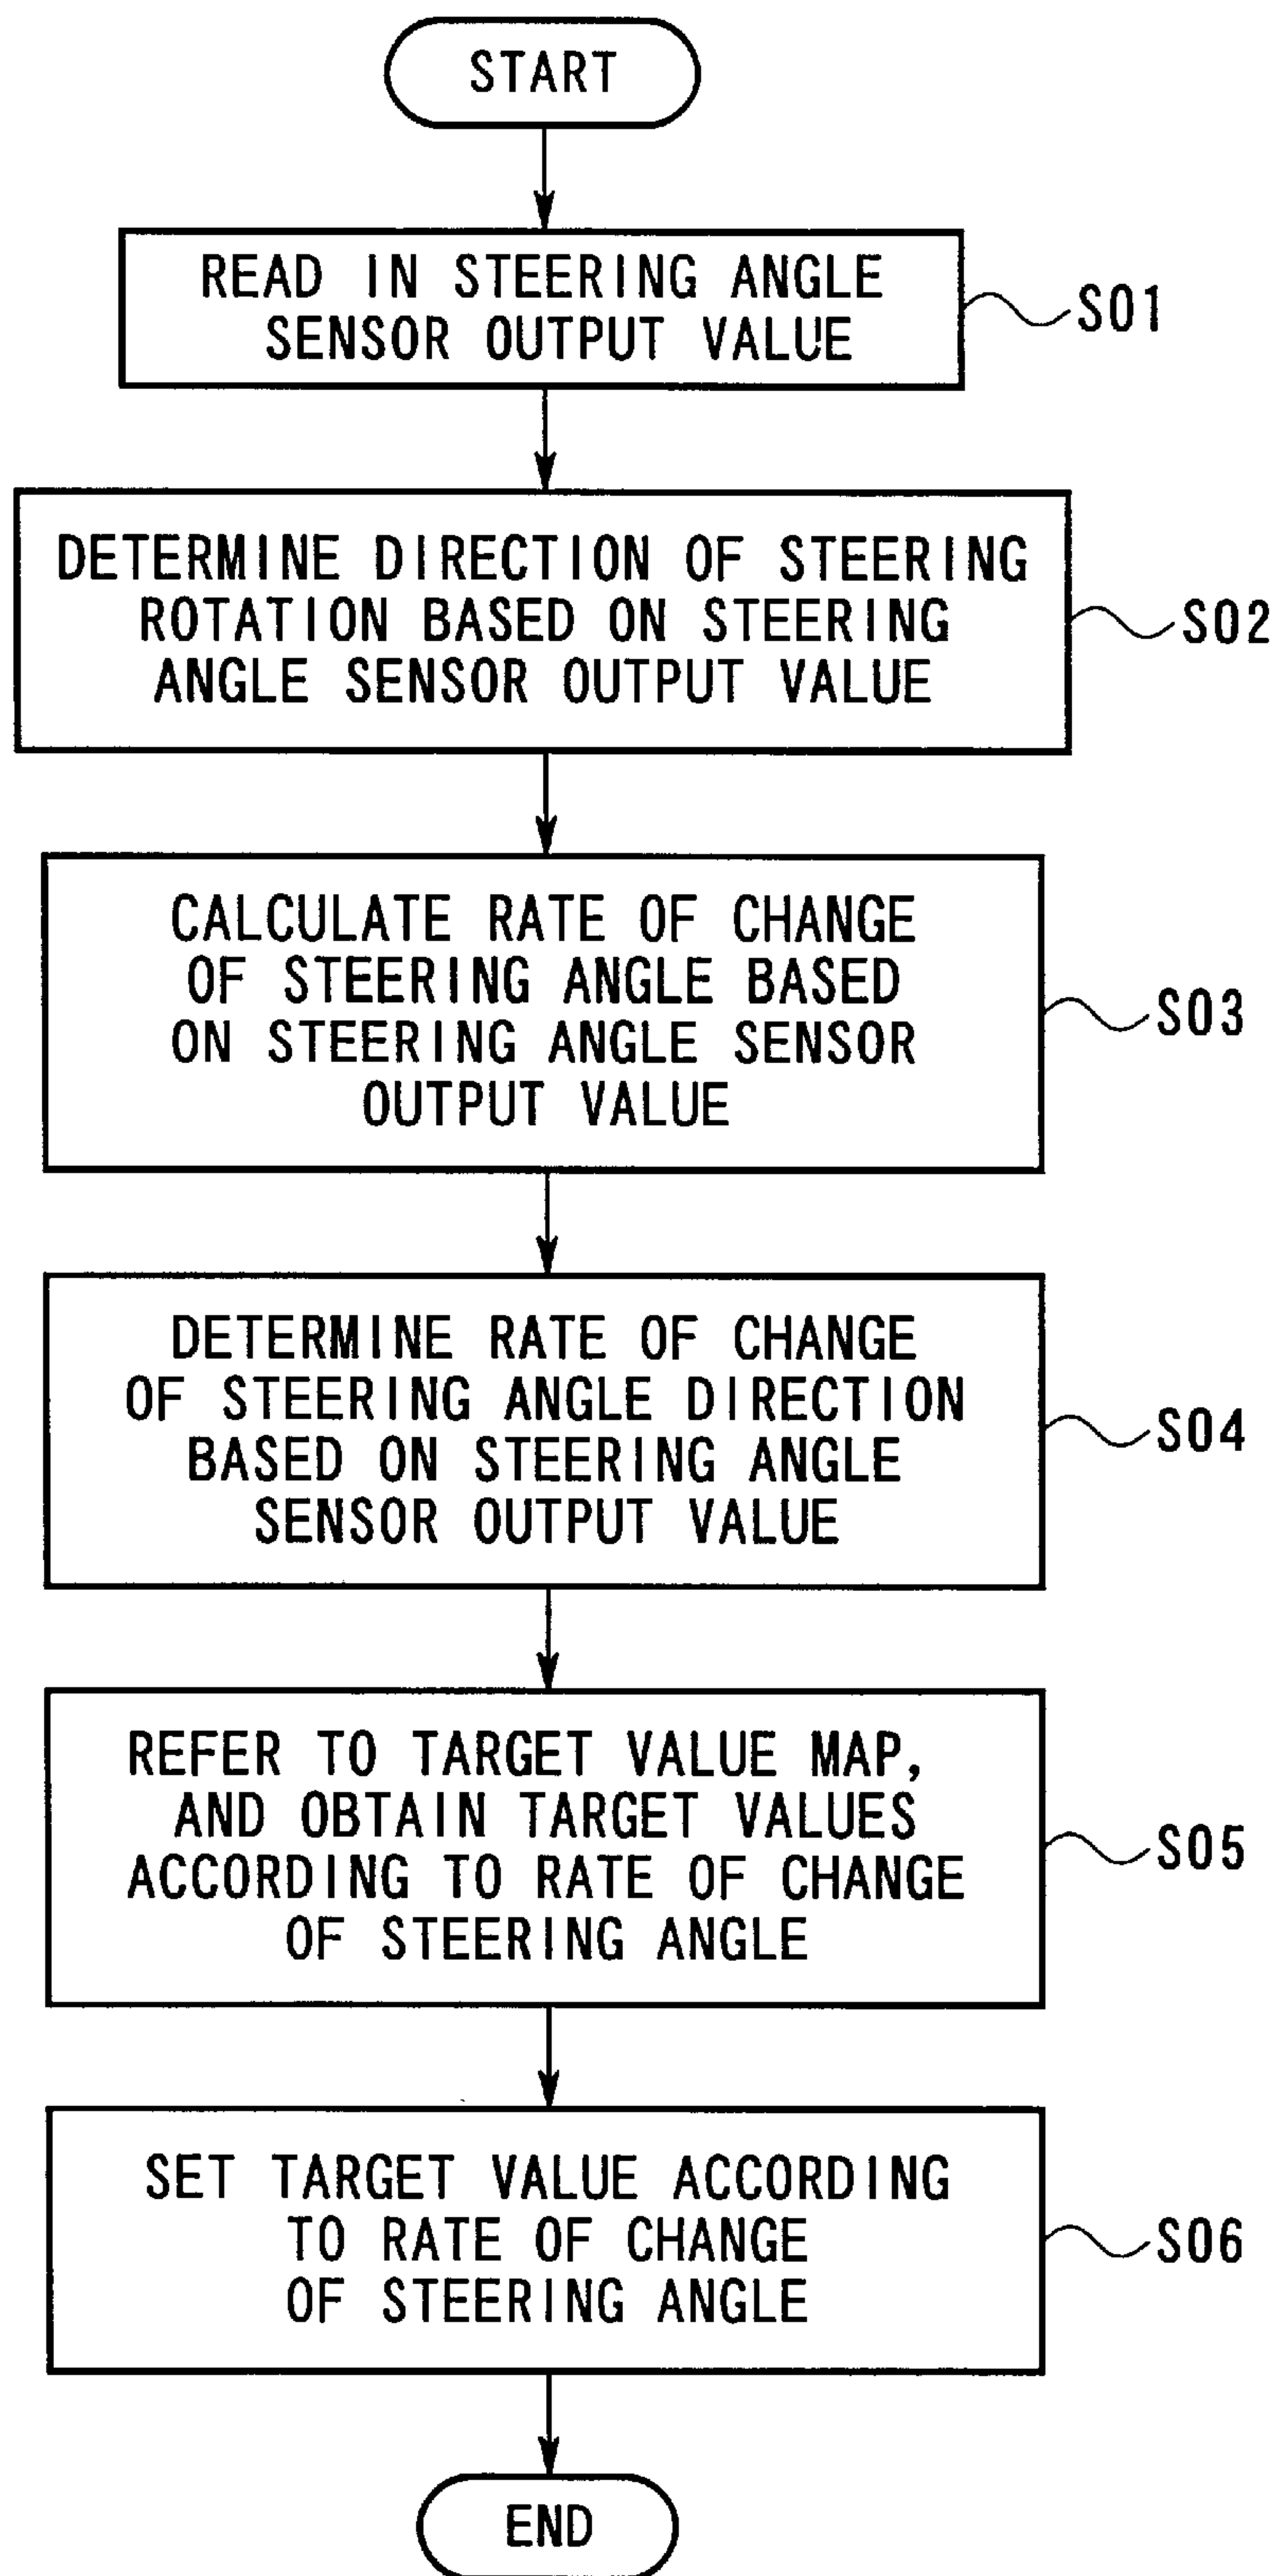 START
READ IN STEERING ANGLE
SENSOR OUTPUT VALUE
S01
DETERMINE DIRECTION OF STEERING
ROTATION BASED ON STEERING
ANGLE SENSOR OUTPUT VALUE
S02
CALCULATE RATE OF CHANGE
OF STEERING ANGLE BASED
ON STEERING ANGLE SENSOR
OUTPUT VALUE
S03
DETERMINE RATE OF CHANGE
OF STEERING ANGLE DIRECTION
BASED ON STEERING ANGLE
SENSOR OUTPUT VALUE
S04
REFER TO TARGET VALUE MAP,
AND OBTAIN TARGET VALUES
ACCORDING TO RATE OF CHANGE
OF STEERING ANGLE
S05
SET TARGET VALUE ACCORDING
TO RATE OF CHANGE
OF STEERING ANGLE
S06
END